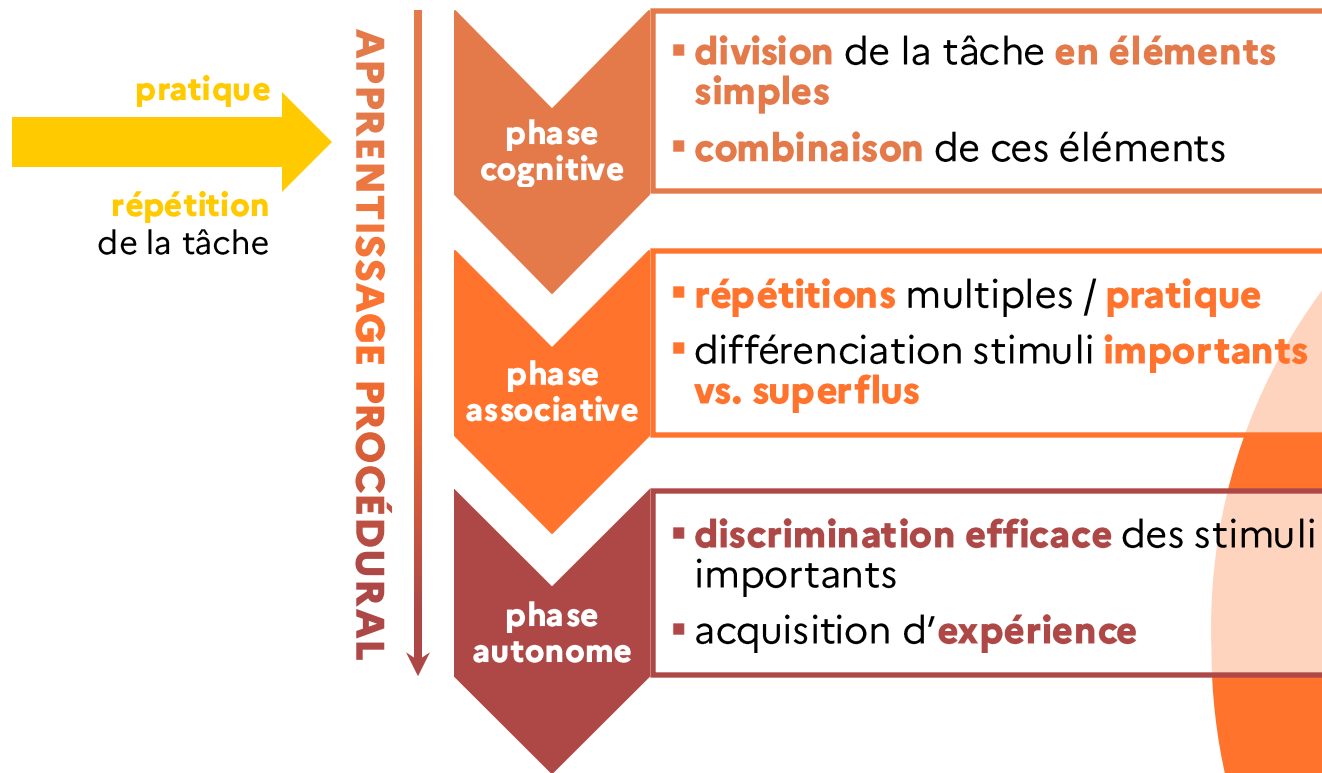 pratique
répétition
de la tâche
APPRENTISSAGE PROCÉDURAL
phase
cognitive
▪ division de la tâche en éléments
simples
▪ combinaison de ces éléments
phase
associative
▪ répétitions multiples / pratique
▪ différenciation stimuli importants
vs. superflus
phase
autonome
▪ discrimination efficace des stimuli
importants
▪ acquisition d’expérience